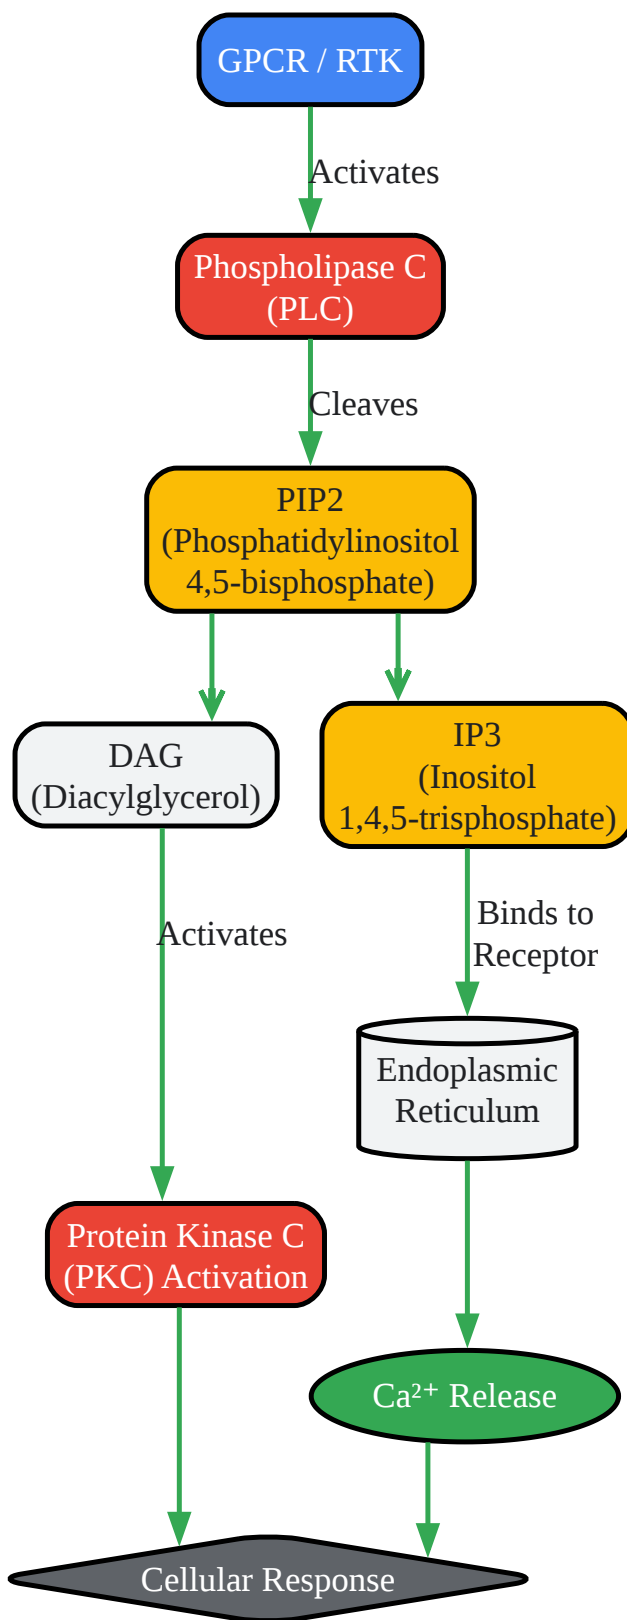 GPCR / RTK
Activates
Phospholipase C
(PLC)
Cleaves
PIP2
(Phosphatidylinositol
4,5-bisphosphate)
DAG
(Diacylglycerol)
IP3
(Inositol
1,4,5-trisphosphate)
Activates
Binds to
Receptor
Endoplasmic
Reticulum
Protein Kinase C
(PKC) Activation
Ca²⁺ Release
Cellular Response